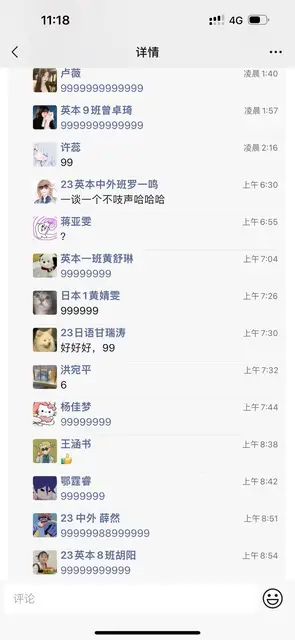 11:18
4G
详情
卢薇
凌晨 1:40
9999999999999
英本9班曾卓琦
凌晨 1:57
9999999999999
许蕊
凌晨 2:16
99
23英本中外班罗一鸣
上午 6:30
一谈一个不吱声哈哈哈
蒋亚雯
上午 6:55
?
英本一班黄舒琳
上午 7:04
999999999
日本1黄婧雯
上午 7:26
999999
23日语甘瑞涛
上午 7:30
好好好，99
洪宛平
上午 7:32
6
杨佳梦
上午 7:44
999999999
王涵书
上午 8:38
鄂霆睿
上午 8:42
9999999
23 中外 薛然
上午 8:51
99999988999999
23英本8班胡阳
上午 8:54
99999999999
评论